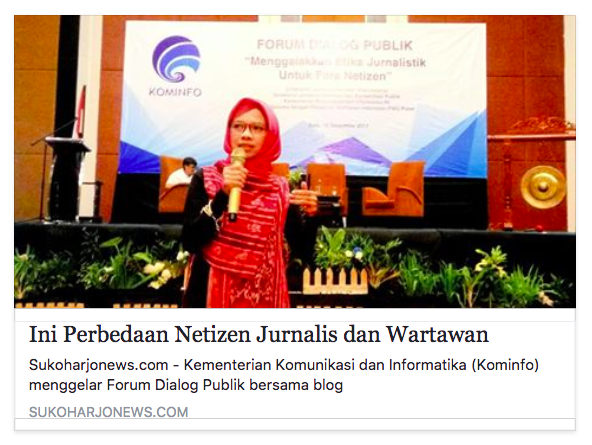 KOMINFO
FORUM DIALOG PUBLIK
"Menggalakkan Etika Jurnalistik
Untuk Para Netizen"
Ini Perbedaan Netizen Jurnalis dan Wartawan
Sukoharjonews.com - Kementerian Komunikasi dan Informatika (Kominfo)
menggelar Forum Dialog Publik bersama blog
SUKOHARJONEWS.COM